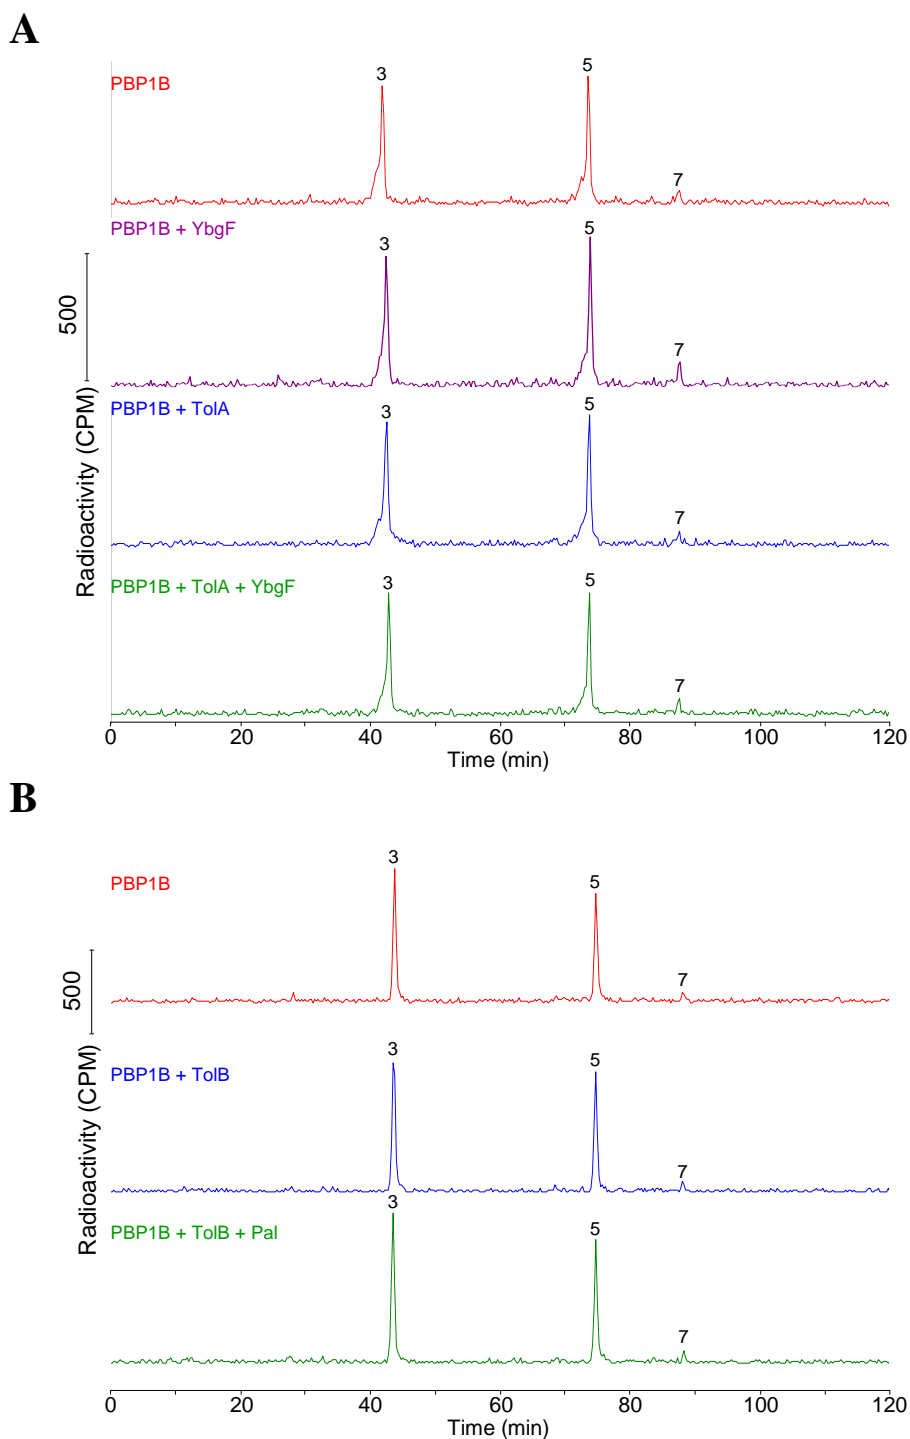 A
PBP1B
3
5
7
PBP1B + YbgF
3
5
7
500
PBP1B + TolA
3
5
7
Radioactivity (CPM)
PBP1B + TolA + YbgF
3
5
7
0 20 40 60 80 100 120
Time (min)
B
PBP1B
3
5
7
500
PBP1B + TolB
3
5
7
Radioactivity (CPM)
PBP1B + TolB + Pal
3
5
7
0 20 40 60 80 100 120
Time (min)